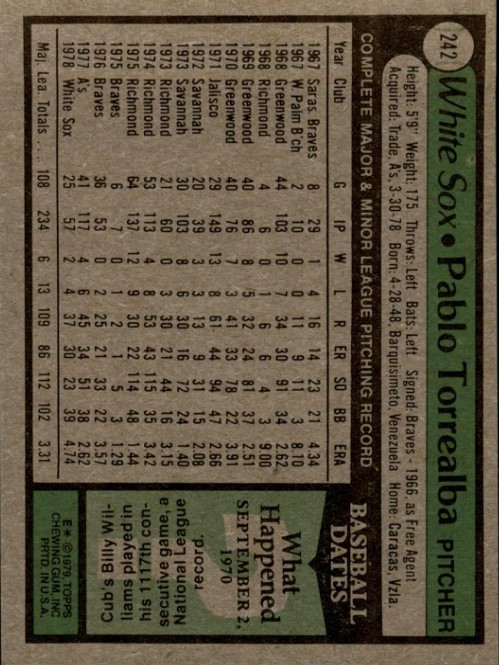 242
White Sox • Pablo Torrealba PITCHER
Height: 5'9" Weight: 175 Throws: Left Bats: Left Signed: Braves - 1966, as Free Agent
Acquired: Trade, A's, 3-30-78 Born: 4-28-48, Barquisimeto, Venezuela Home: Caracas, Vzla.
COMPLETE MAJOR & MINOR LEAGUE PITCHING RECORD
Year Club G IP W L R ER SO BB ERA
1967 Saras Braves 8 29 1 4 16 14 23 21 4.34
1967 W Palm B'ch 2 10 0 0 11 9 11 3 8.10
1968 Greenwood 44 103 10 7 34 30 91 34 2.62
1968 Richmond 4 6 0 1 6 6 4 3 9.00
1969 Greenwood 40 86 8 5 32 24 81 37 2.51
1970 Greenwood 40 76 7 3 41 33 78 22 3.91
1971 Jalisco 29 149 13 8 61 44 94 47 2.66
1972 Savannah 20 39 3 3 13 9 31 15 2.08
1973 Savannah 30 103 8 6 30 16 72 24 1.40
1973 Richmond 21 60 0 3 21 44 16 3.15
1974 Richmond 53 113 4 8 53 43 115 35 3.42
1975 Richmond 64 137 12 9 30 22 114 48 1.44
1975 Braves 6 7 0 1 2 1 5 3 1.29
1976 Braves 36 53 0 2 25 21 33 22 3.57
1977 A's 41 117 4 6 45 34 51 38 2.62
1978 White Sox 25 57 2 4 37 30 23 39 4.74
Maj. Lea. Totals .... 108 234 6 13 109 86 112 102 3.31
BASEBALL
DATES
What
Happened
SEPTEMBER 2,
1970
Cub's Billy Wil-
liams played in
his 1117th con-
secutive game, a
National League
record.
E* © 1979 TOPPS
CHEWING GUM, INC
PRTD. IN U.S.A.